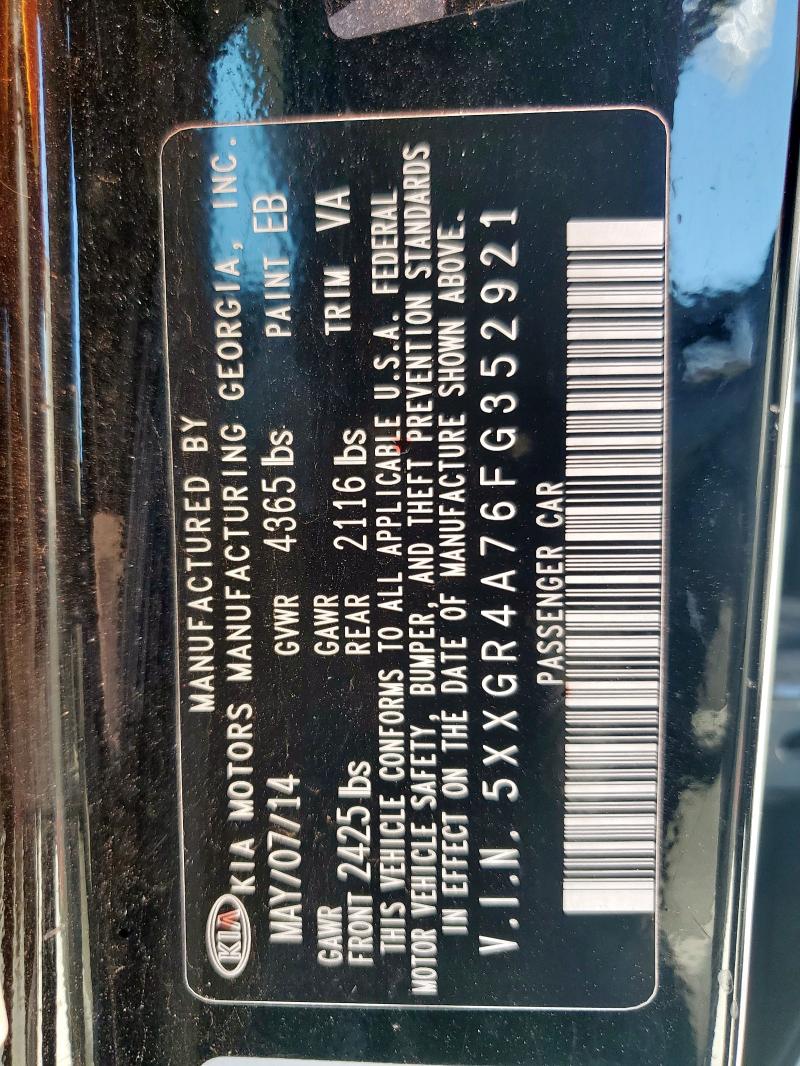 MANUFACTURED BY
KIA KIA MOTORS MANUFACTURING GEORGIA, INC.
MAY/07/14 GVWR 4365 lbs PAINT EB
GAWR GAWR
FRONT 2425 lbs REAR 2116 lbs TRIM VA
THIS VEHICLE CONFORMS TO ALL APPLICABLE U.S.A. FEDERAL
MOTOR VEHICLE SAFETY, BUMPER, AND THEFT PREVENTION STANDARDS
IN EFFECT ON THE DATE OF MANUFACTURE SHOWN ABOVE.
V.I.N. 5XXGR4A76FG352921
PASSENGER CAR